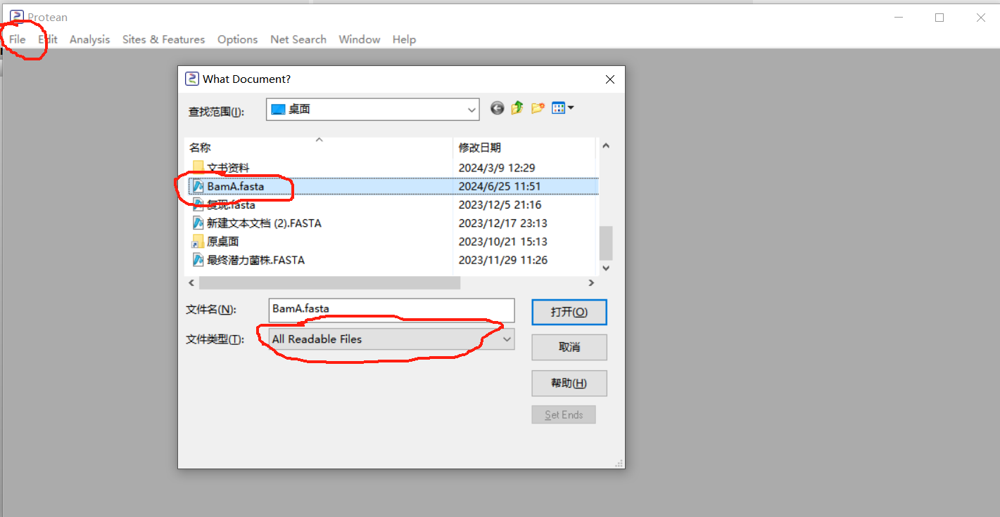 Protean
File Edit Analysis Sites & Features Options Net Search Window Help
What Document?
查找范围(I): 桌面
名称 修改日期
文书资料 2024/3/9 12:29
BamA.fasta 2024/6/25 11:51
复现.fasta 2023/12/5 21:16
新建文本文档 (2).FASTA 2023/12/17 23:13
原桌面 2023/10/21 15:13
最终潜力菌株.FASTA 2023/11/29 11:26
文件名(N): BamA.fasta 打开(O)
文件类型(T): All Readable Files 取消
帮助(H)
Set Ends